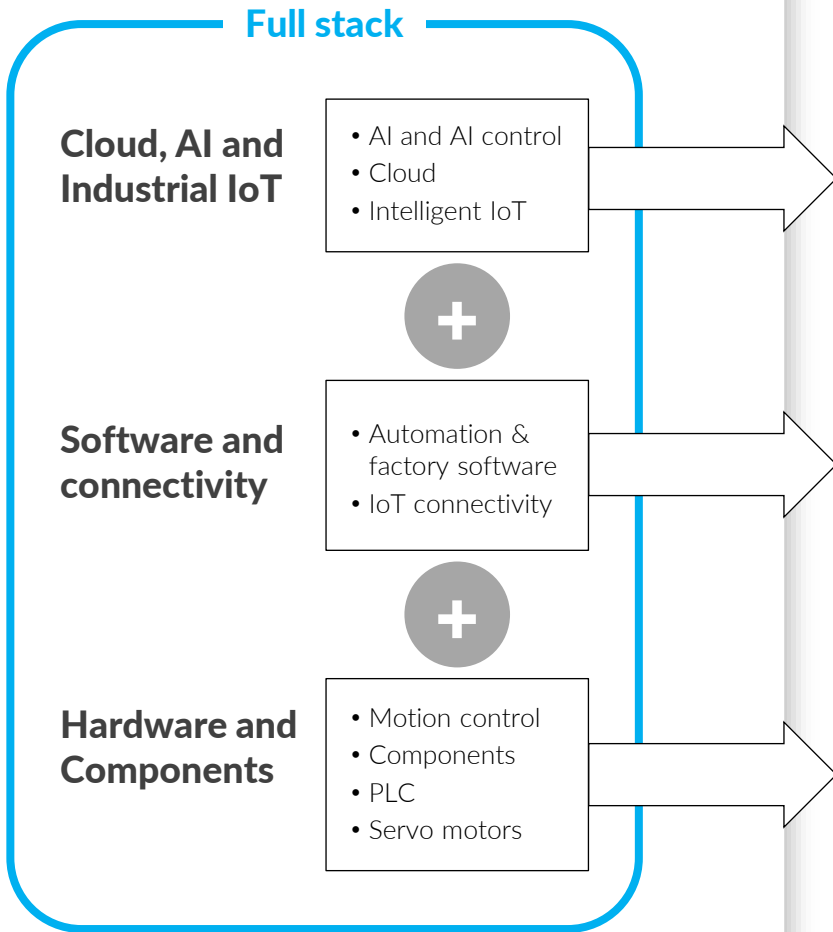 Full stack
Cloud, AI and
Industrial IoT
• AI and AI control
• Cloud
• Intelligent IoT
+
Software and
connectivity
• Automation &
factory software
• IoT connectivity
+
Hardware and
Components
• Motion control
• Components
• PLC
• Servo motors